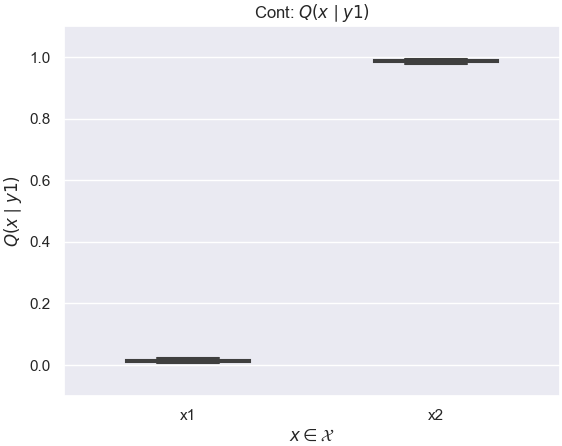 Cont: Q(x | y1)
1.0
0.8
0.6
0.4
0.2
0.0
Q(x | y1)
x1 x2
x ∈ 𝒳